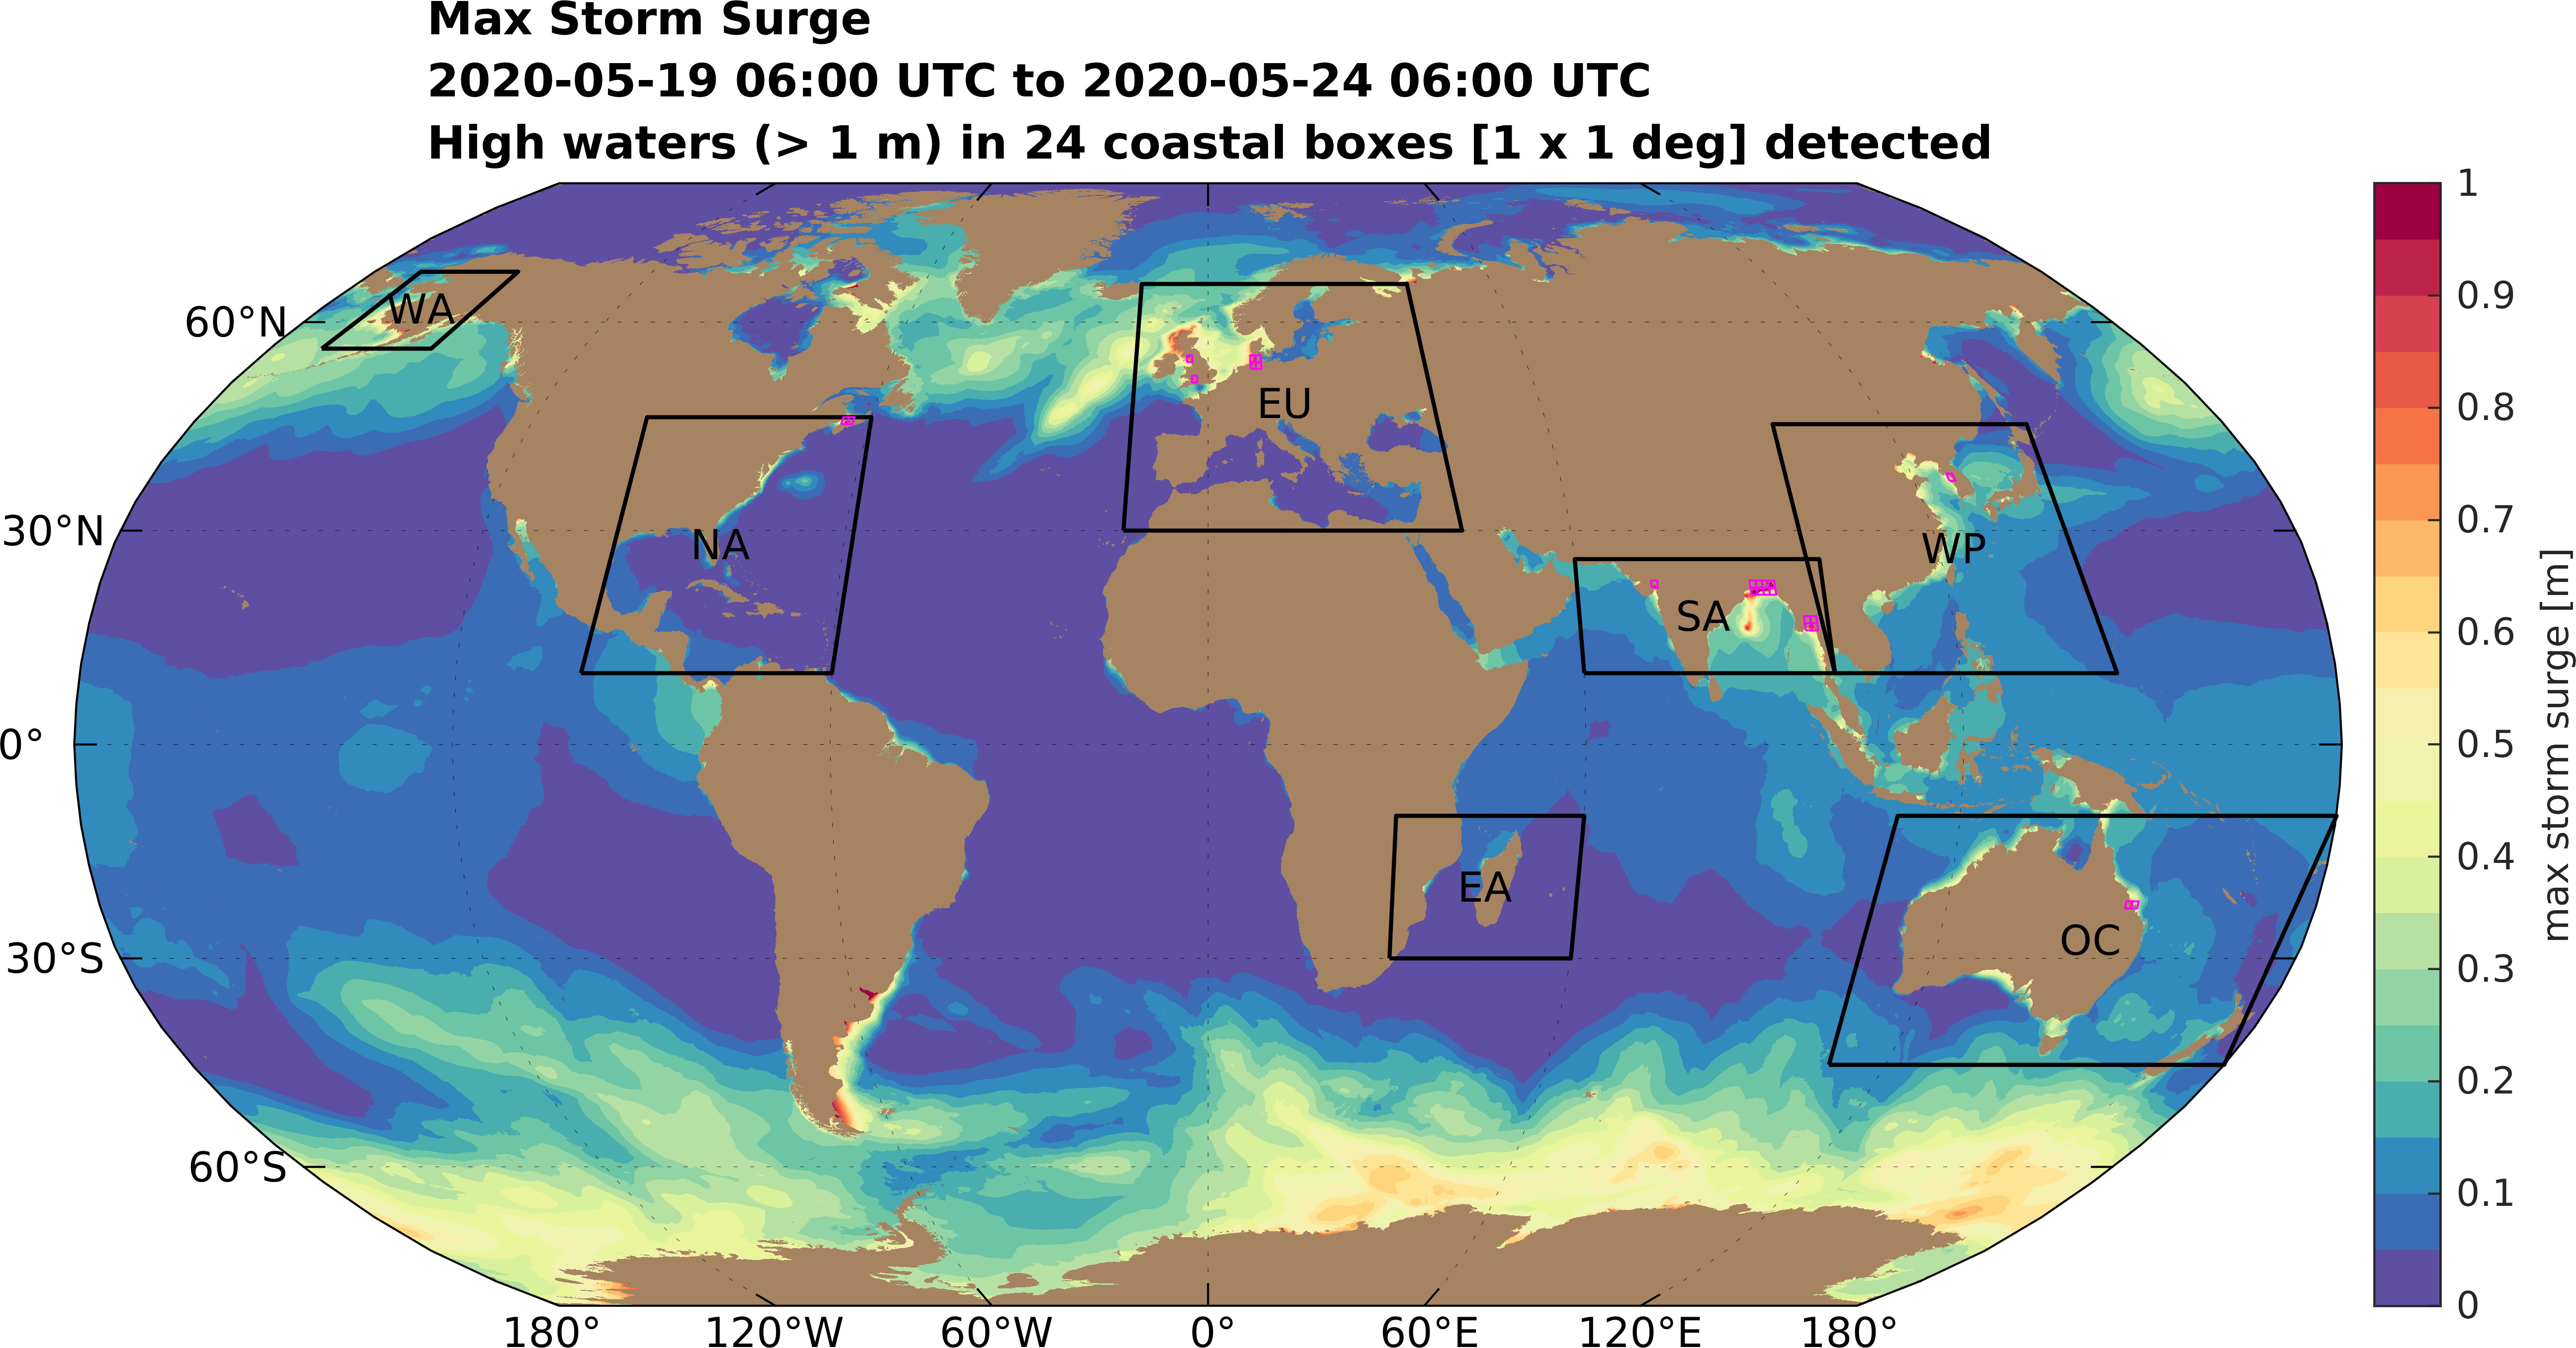 Max Storm Surge
2020-05-19 06:00 UTC to 2020-05-24 06:00 UTC
High waters (> 1 m) in 24 coastal boxes [1 x 1 deg] detected
WA
EU
NA
SA
WP
EA
OC
60°N
30°N
0°
30°S
60°S
180°
120°W
60°W
0°
60°E
120°E
180°
1
0.9
0.8
0.7
0.6
0.5
0.4
0.3
0.2
0.1
0
max storm surge [m]